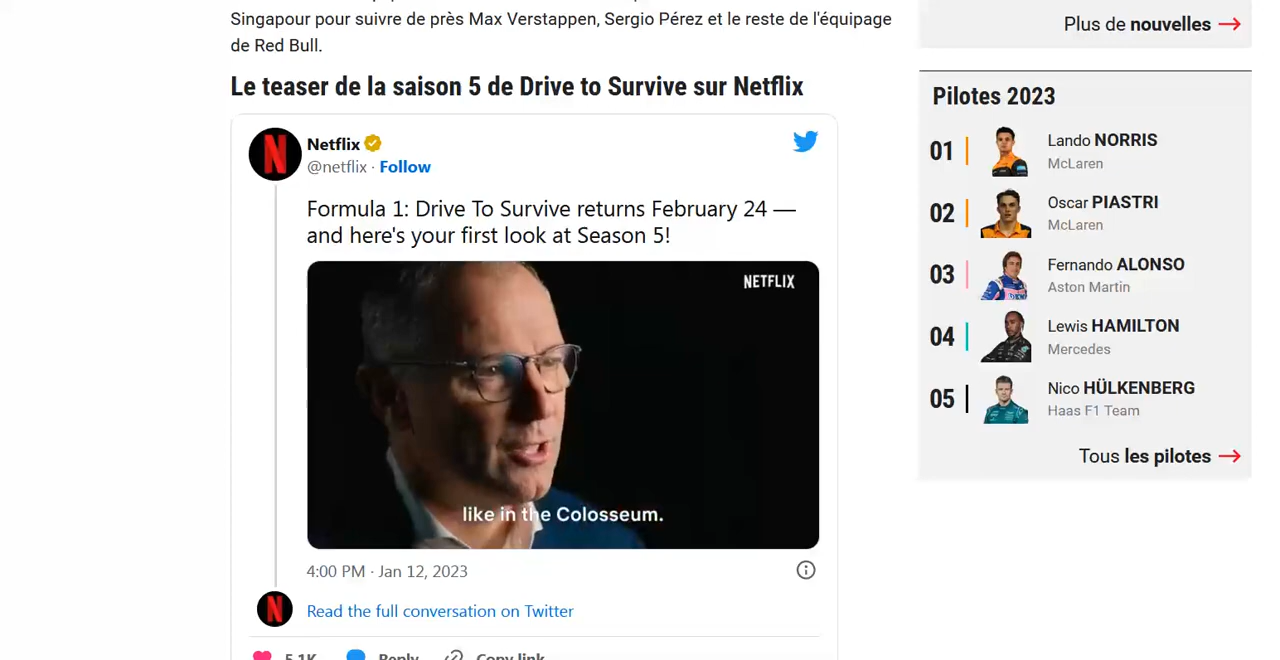 Singapour pour suivre de près Max Verstappen, Sergio Pérez et le reste de l'équipage
de Red Bull.
Le teaser de la saison 5 de Drive to Survive sur Netflix
N
Netflix
@netflix · Follow
Formula 1: Drive To Survive returns February 24 —
and here's your first look at Season 5!
NETFLIX
like in the Colosseum.
4:00 PM · Jan 12, 2023
N
Read the full conversation on Twitter
5.1K Reply Copy link
Plus de nouvelles →
Pilotes 2023
01 Lando NORRIS
McLaren
02 Oscar PIASTRI
McLaren
03 Fernando ALONSO
Aston Martin
04 Lewis HAMILTON
Mercedes
05 Nico HÜLKENBERG
Haas F1 Team
Tous les pilotes →